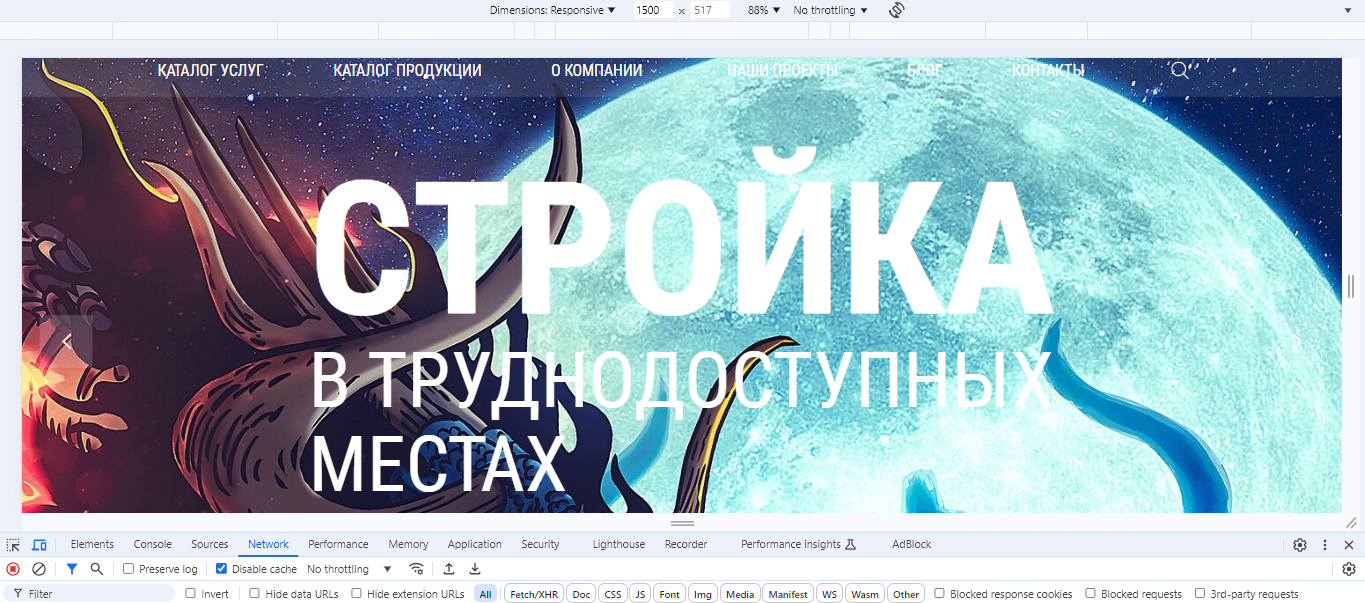 Dimensions: Responsive ▼ 1500 × 517 88% ▼ No throttling ▼
КАТАЛОГ УСЛУГ КАТАЛОГ ПРОДУКЦИИ О КОМПАНИИ НАШИ ПРОЕКТЫ БЛОГ КОНТАКТЫ
СТРОЙКА
В ТРУДНОДОСТУПНЫХ
МЕСТАХ
Elements Console Sources Network Performance Memory Application Security Lighthouse Recorder Performance insights AdBlock
Preserve log Disable cache No throttling ▼
Filter Invert Hide data URLs Hide extension URLs All Fetch/XHR Doc CSS JS Font Img Media Manifest WS Wasm Other Blocked response cookies Blocked requests 3rd-party requests